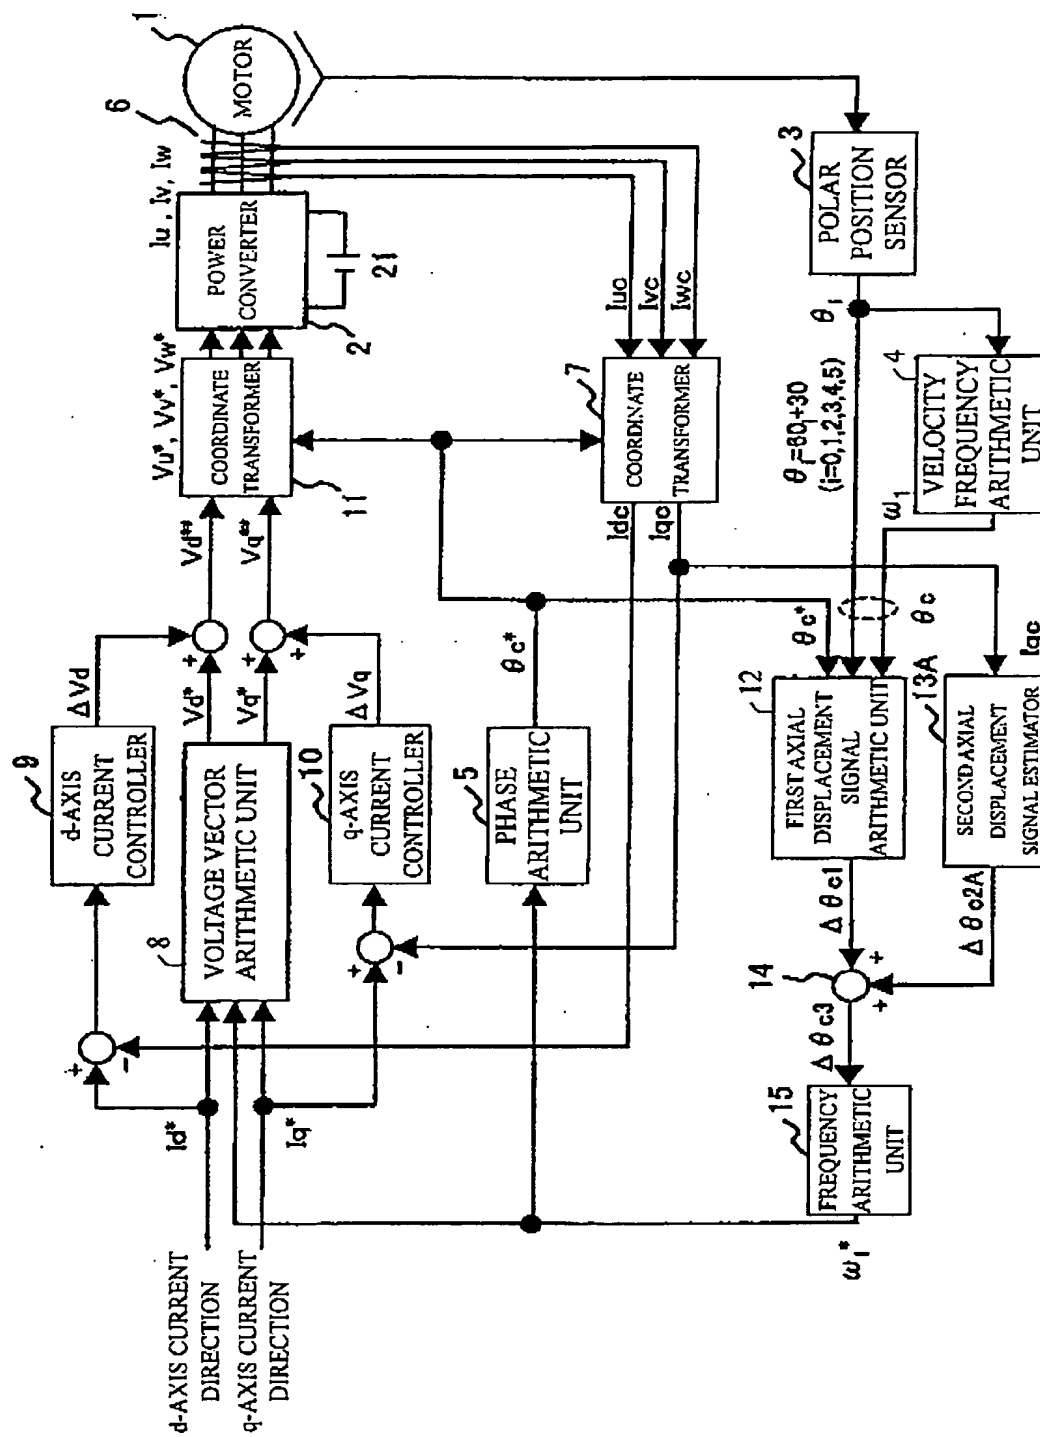 d-AXIS CURRENT
DIRECTION
q-AXIS CURRENT
DIRECTION
Id*
Iq*
+
-
9
d-AXIS
CURRENT
CONTROLLER
ΔVd
8
VOLTAGE VECTOR
ARITHMETIC UNIT
Vd*
Vq*
+
+
+
+
-
10
q-AXIS
CURRENT
CONTROLLER
ΔVq
Vd**
Vq**
Vu*, Vv*, Vw*
COORDINATE
TRANSFORMER
11
Iu, Iv, Iw
POWER
CONVERTER
2
21
6
1
MOTOR
5
PHASE
ARITHMETIC
UNIT
θc*
Idc
Iqc
7
COORDINATE
TRANSFORMER
Iuc
Ivc
Iwc
ω1*
15
FREQUENCY
ARITHMETIC
UNIT
Δθc3
14
+
+
Δθc1
Δθc2A
12
FIRST AXIAL
DISPLACEMENT
SIGNAL
ARITHMETIC UNIT
13A
SECOND AXIAL
DISPLACEMENT
SIGNAL ESTIMATOR
θc*
θc
Iqc
θi=60i+30
(i=0,1,2,3,4,5)
ω1
θi
3
POLAR
POSITION
SENSOR
4
VELOCITY
FREQUENCY
ARITHMETIC
UNIT